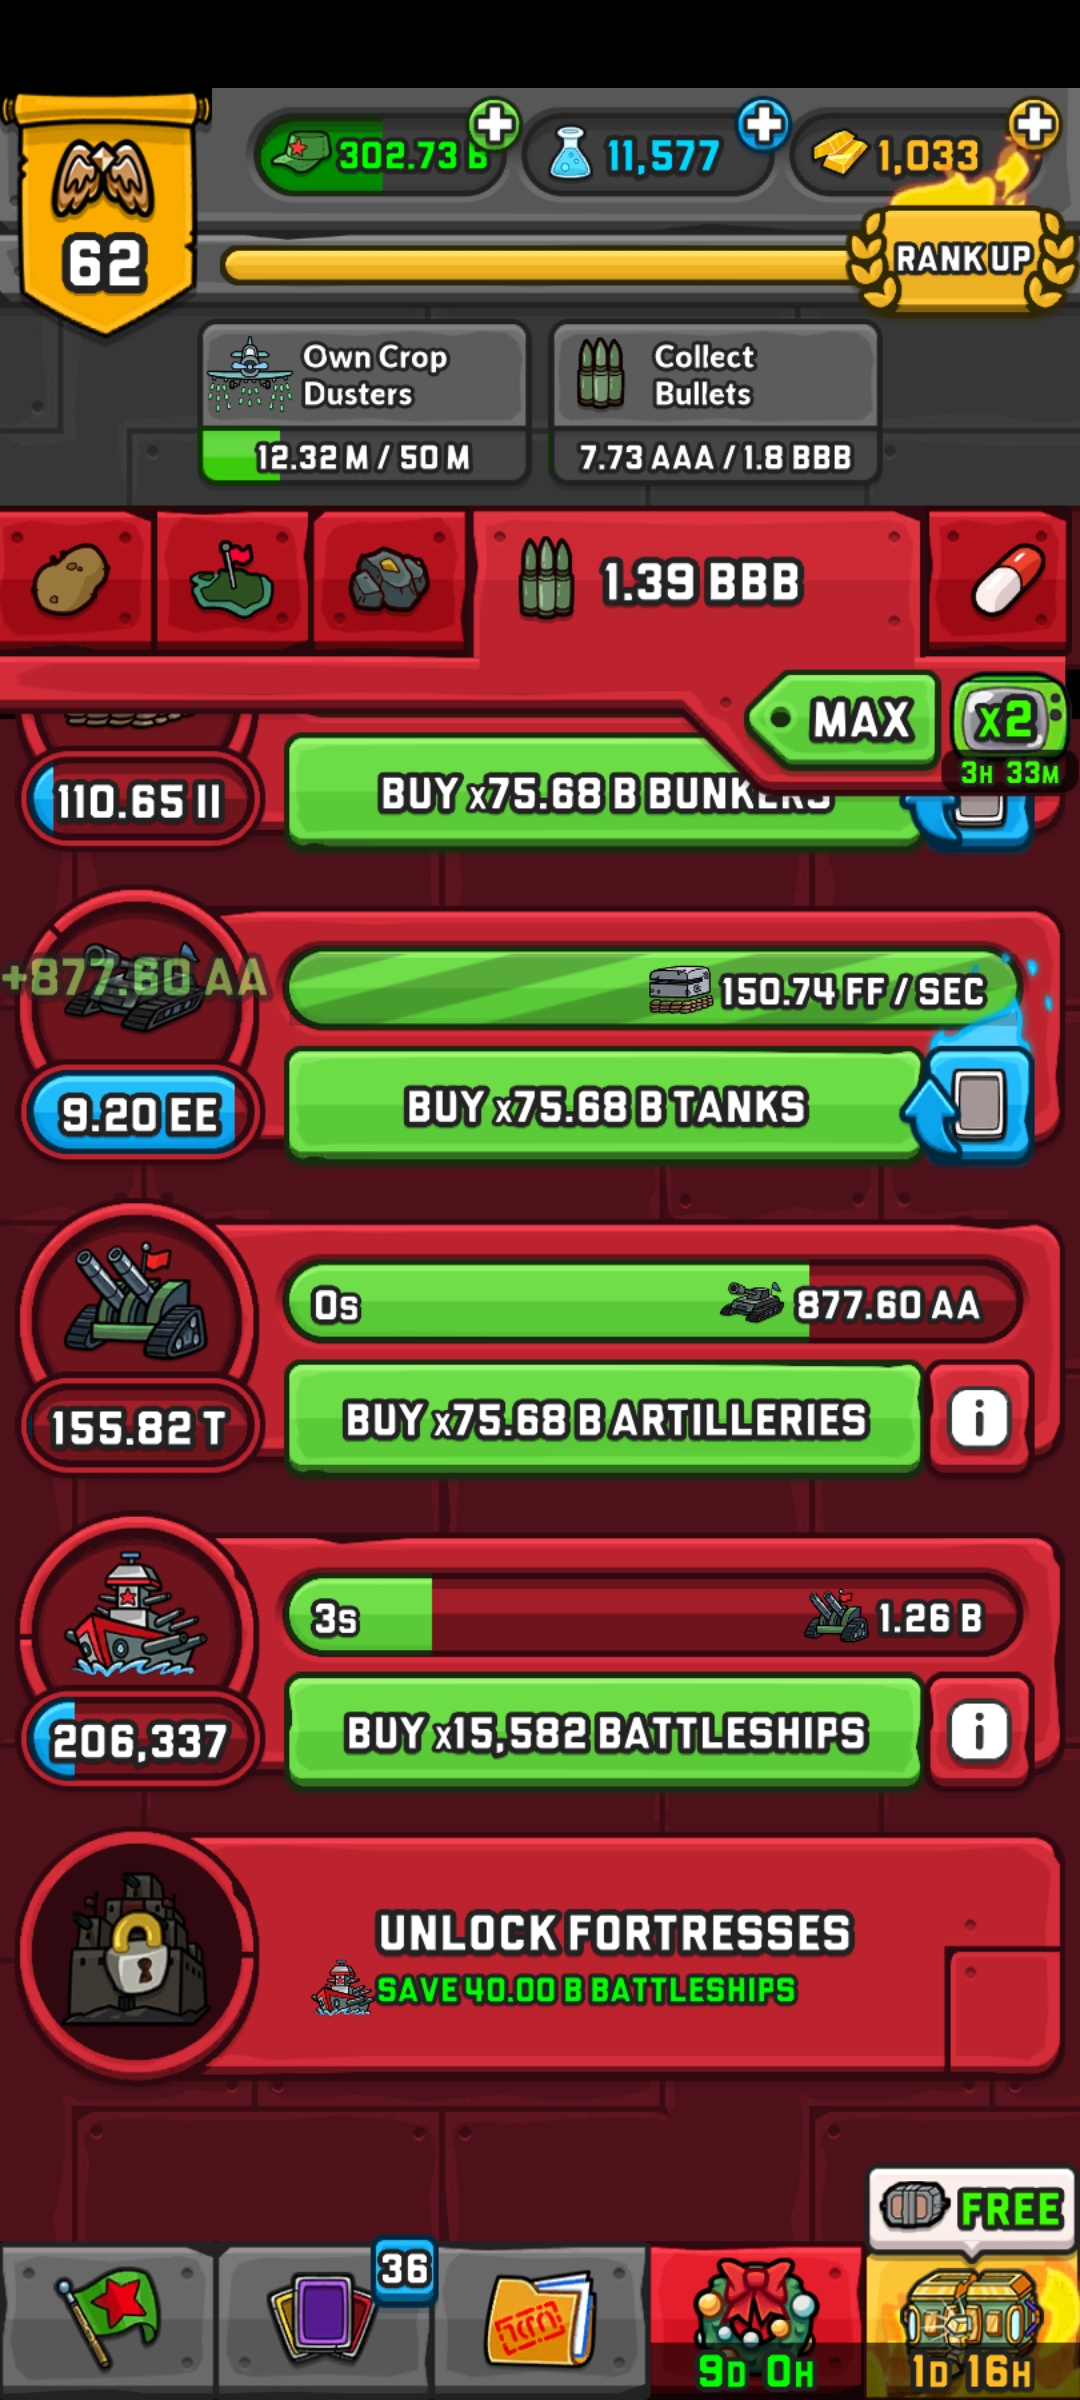 302.73 B
11,577
1,033
62
RANK UP
Own Crop
Dusters
12.32 M / 50 M
Collect
Bullets
7.73 AAA / 1.8 BBB
1.39 BBB
MAX
x2
3H 33M
110.65 II
BUY x75.68 B BUNKERS
+877.60 AA
150.74 FF / SEC
9.20 EE
BUY x75.68 B TANKS
0s
877.60 AA
155.82 T
BUY x75.68 B ARTILLERIES
i
3s
1.26 B
206,337
BUY x15,582 BATTLESHIPS
i
UNLOCK FORTRESSES
SAVE 40.00 B BATTLESHIPS
FREE
36
9D 0H
1D 16H